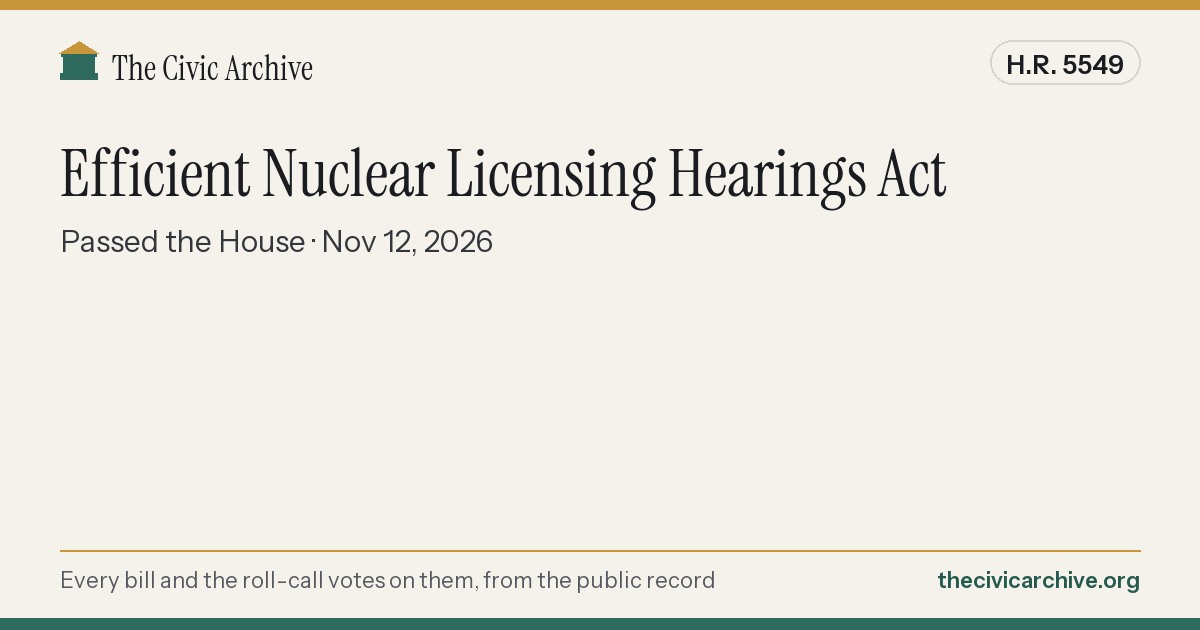 The Civic Archive
H.R. 5549
Efficient Nuclear Licensing Hearings Act
Passed the House · Nov 12, 2026
Every bill and the roll-call votes on them, from the public record
thecivicarchive.org